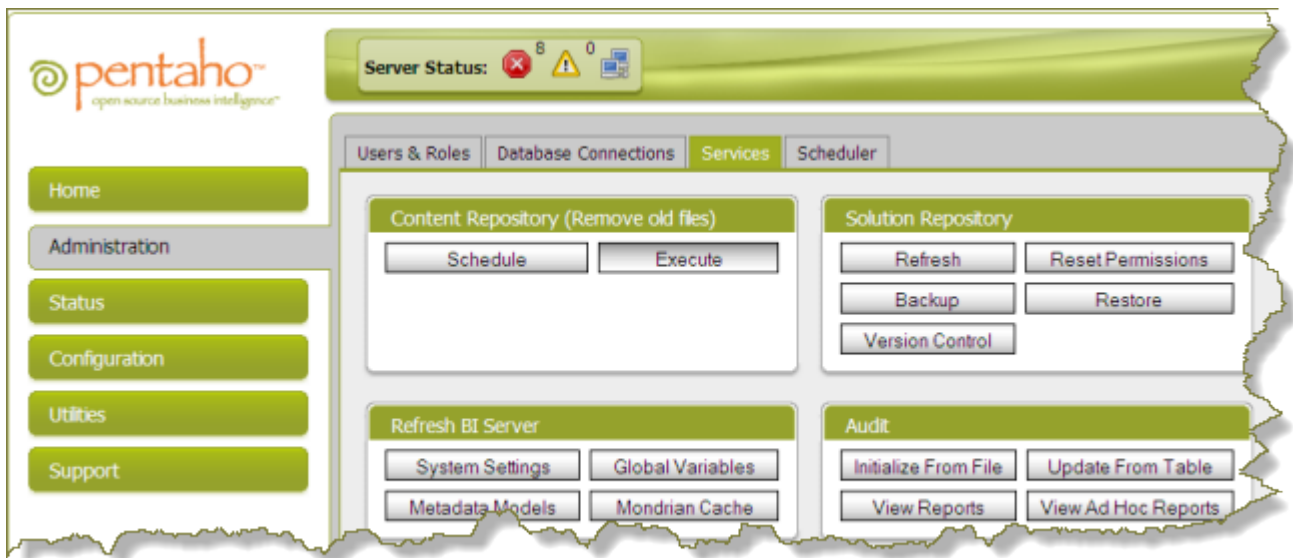 pentaho™
open source business intelligence™
Server Status: 8 0
Users & Roles Database Connections Services Scheduler
Home
Administration
Status
Configuration
Utilities
Support
Content Repository (Remove old files)
Schedule Execute
Solution Repository
Refresh Reset Permissions
Backup Restore
Version Control
Refresh BI Server
System Settings Global Variables
Metadata Models Mondrian Cache
Audit
Initialize From File Update From Table
View Reports View Ad Hoc Reports